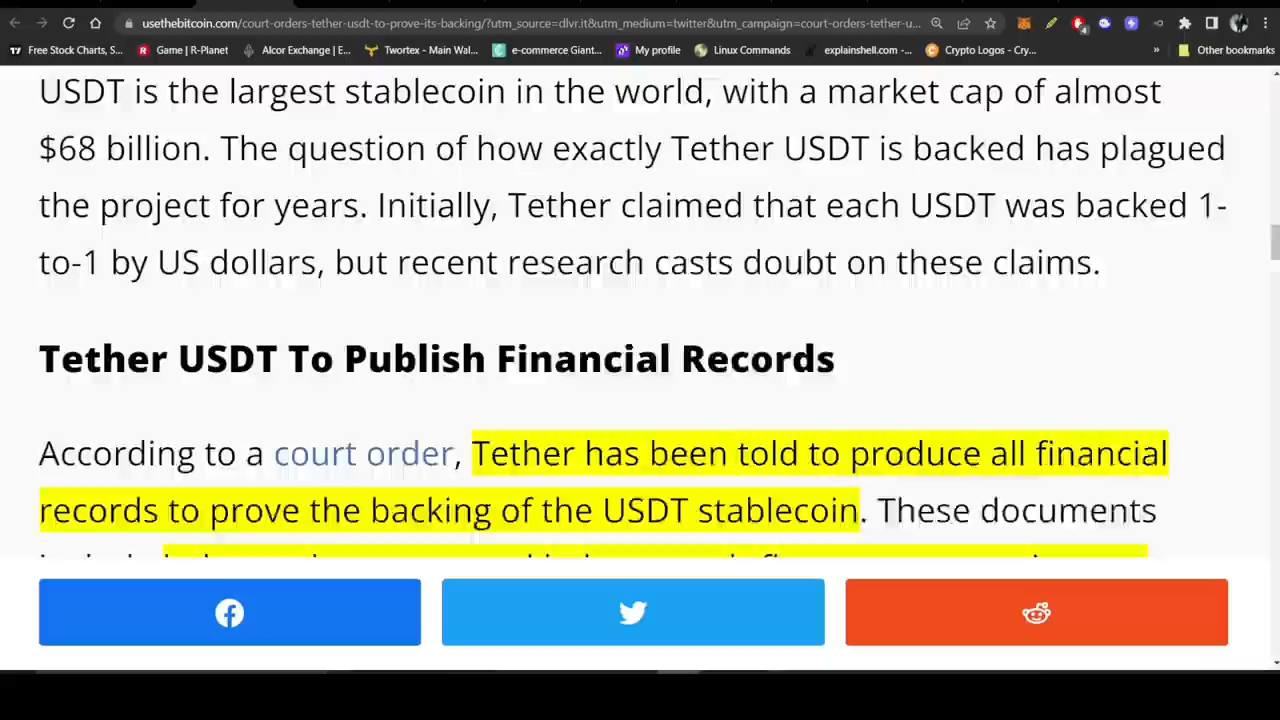 usethebitcoin.com/court-orders-tether-usdt-to-prove-its-backing/?utm_source=dlvr.it&utm_medium=twitter&utm_campaign=court-orders-tether-u...
Free Stock Charts, S... Game | R-Planet Alcor Exchange | E... Twortex - Main Wal... e-commerce Giant... My profile Linux Commands explainshell.com -... Crypto Logos - Cry... » Other bookmarks
USDT is the largest stablecoin in the world, with a market cap of almost
$68 billion. The question of how exactly Tether USDT is backed has plagued
the project for years. Initially, Tether claimed that each USDT was backed 1-
to-1 by US dollars, but recent research casts doubt on these claims.
Tether USDT To Publish Financial Records
According to a court order, Tether has been told to produce all financial
records to prove the backing of the USDT stablecoin. These documents